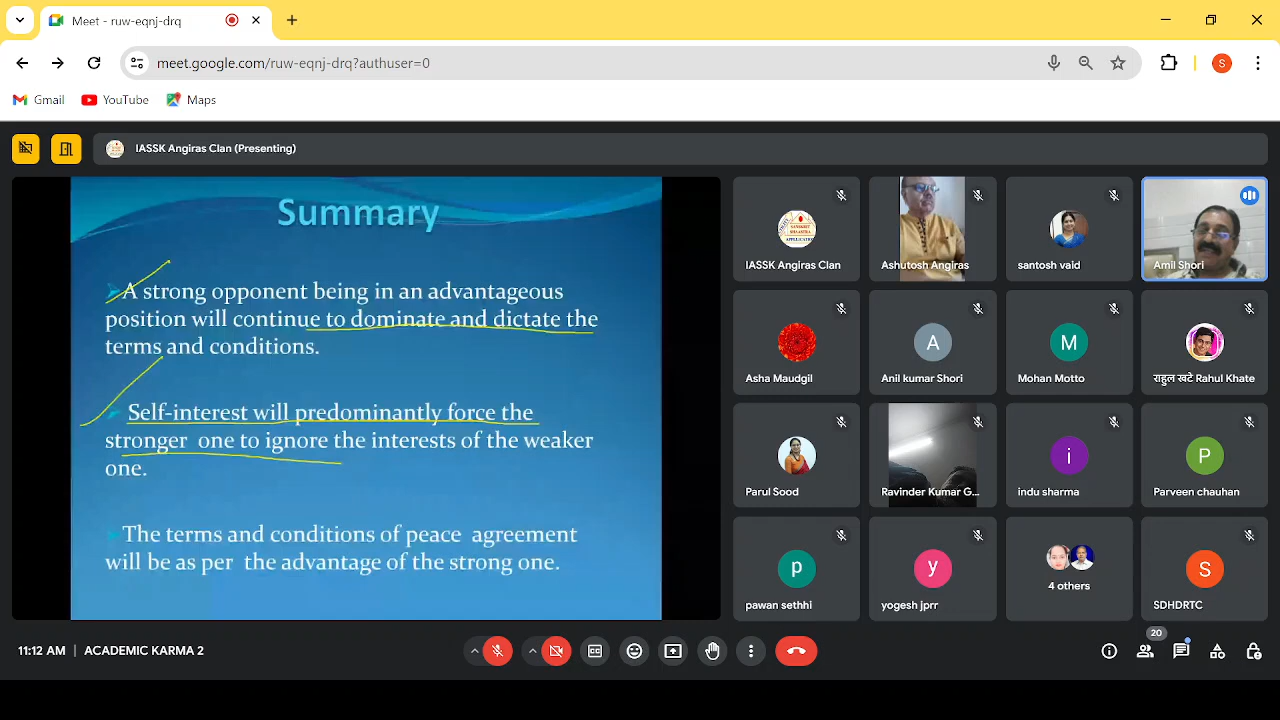 Meet - ruw-eqnj-drq
meet.google.com/ruw-eqnj-drq?authuser=0
S
Gmail
YouTube
Maps
IASSK Angiras Clan (Presenting)
Summary
A strong opponent being in an advantageous
position will continue to dominate and dictate the
terms and conditions.
Self-interest will predominantly force the
stronger one to ignore the interests of the weaker
one.
The terms and conditions of peace agreement
will be as per the advantage of the strong one.
IASSK Angiras Clan
Ashutosh Angiras
santosh vaid
Amil Shori
Asha Maudgil
A
Anil kumar Shori
M
Mohan Motto
राहुल खटे Rahul Khate
Parul Sood
Ravinder Kumar G...
i
indu sharma
P
Parveen chauhan
p
pawan sethhi
y
yogesh jprr
4 others
S
SDHDRTC
11:12 AM | ACADEMIC KARMA 2
20